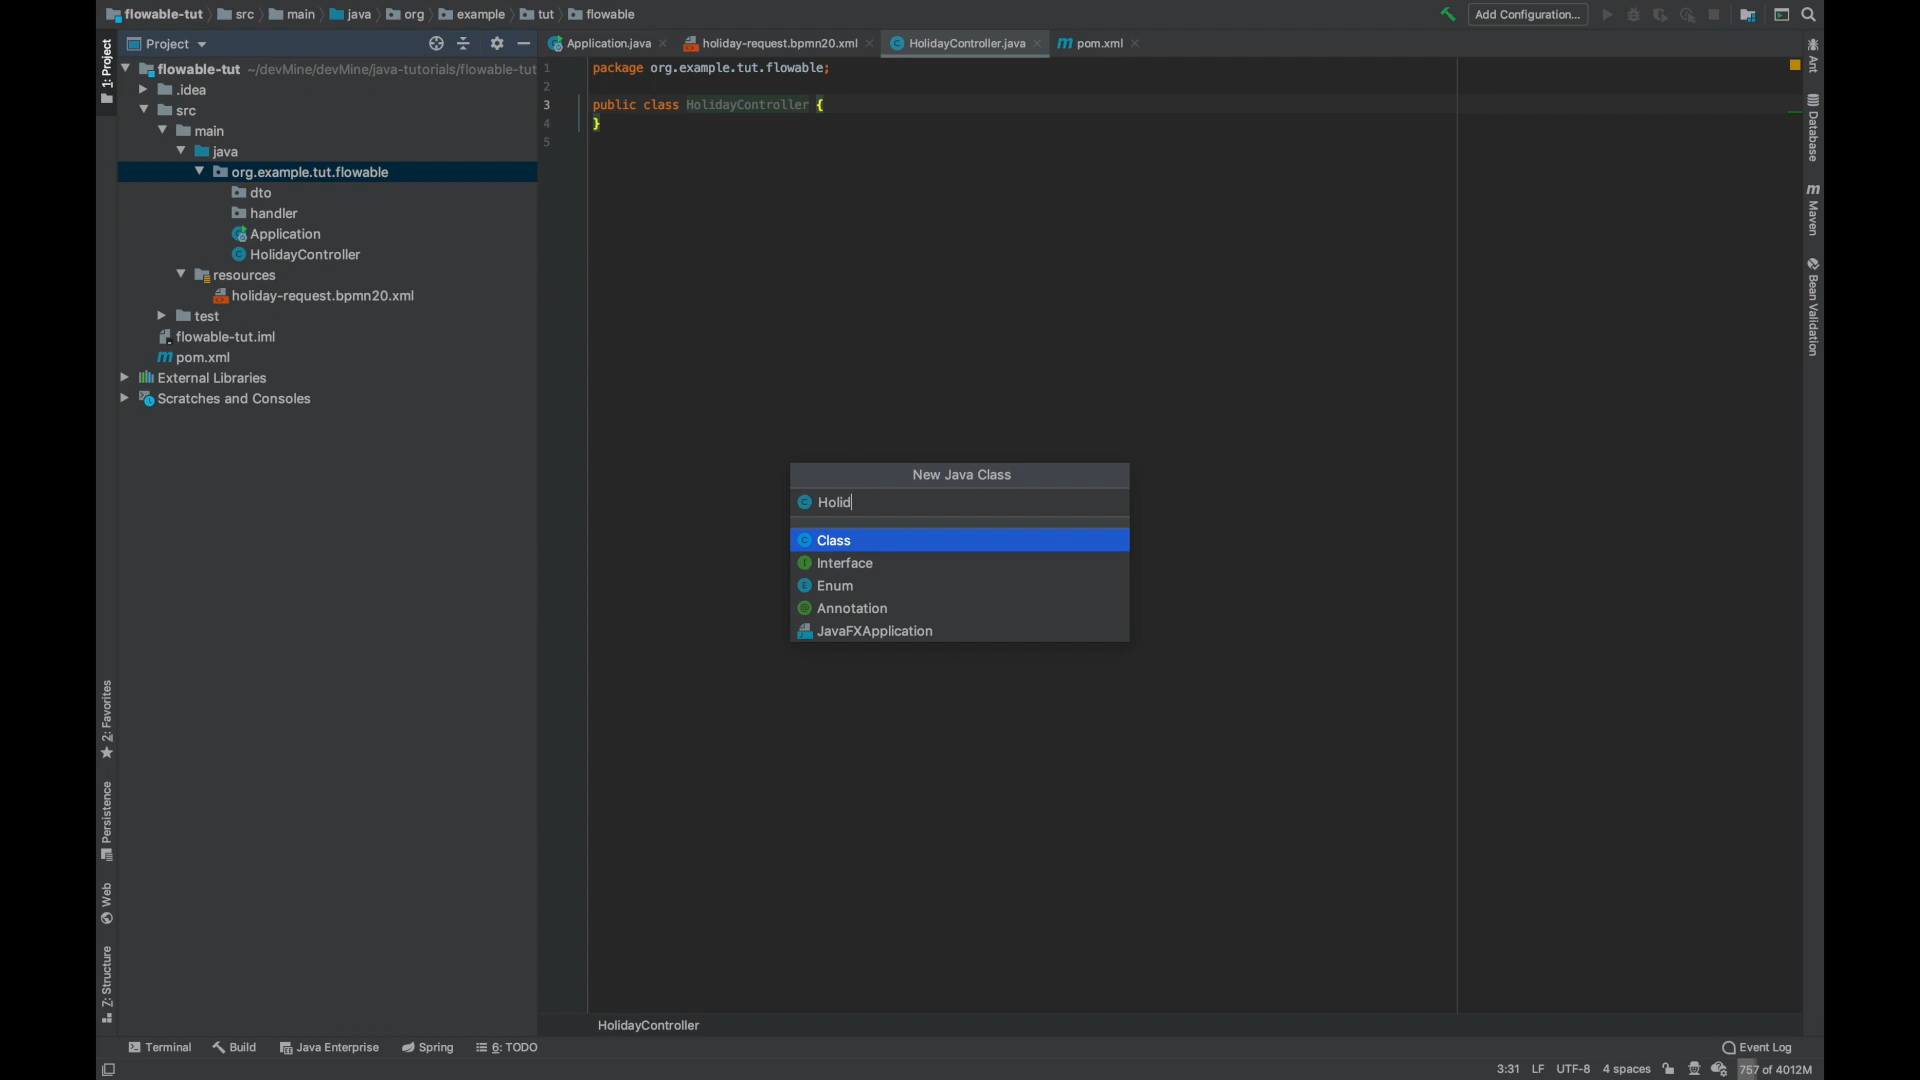 flowable-tut src main java org example tut flowable Add Configuration...
1: Project
Project
flowable-tut ~/devMine/devMine/java-tutorials/flowable-tut
.idea
src
main
java
org.example.tut.flowable
dto
handler
Application
HolidayController
resources
holiday-request.bpmn20.xml
test
flowable-tut.iml
pom.xml
External Libraries
Scratches and Consoles
2: Favorites
Persistence
Web
Z: Structure
Application.java holiday-request.bpmn20.xml HolidayController.java pom.xml
1 package org.example.tut.flowable;
2
3 public class HolidayController {
4 }
5
New Java Class
Holid
Class
Interface
Enum
Annotation
JavaFXApplication
Ant
Database
Maven
Bean Validation
HolidayController
Terminal Build Java Enterprise Spring 6: TODO Event Log
3:31 LF UTF-8 4 spaces 757 of 4012M